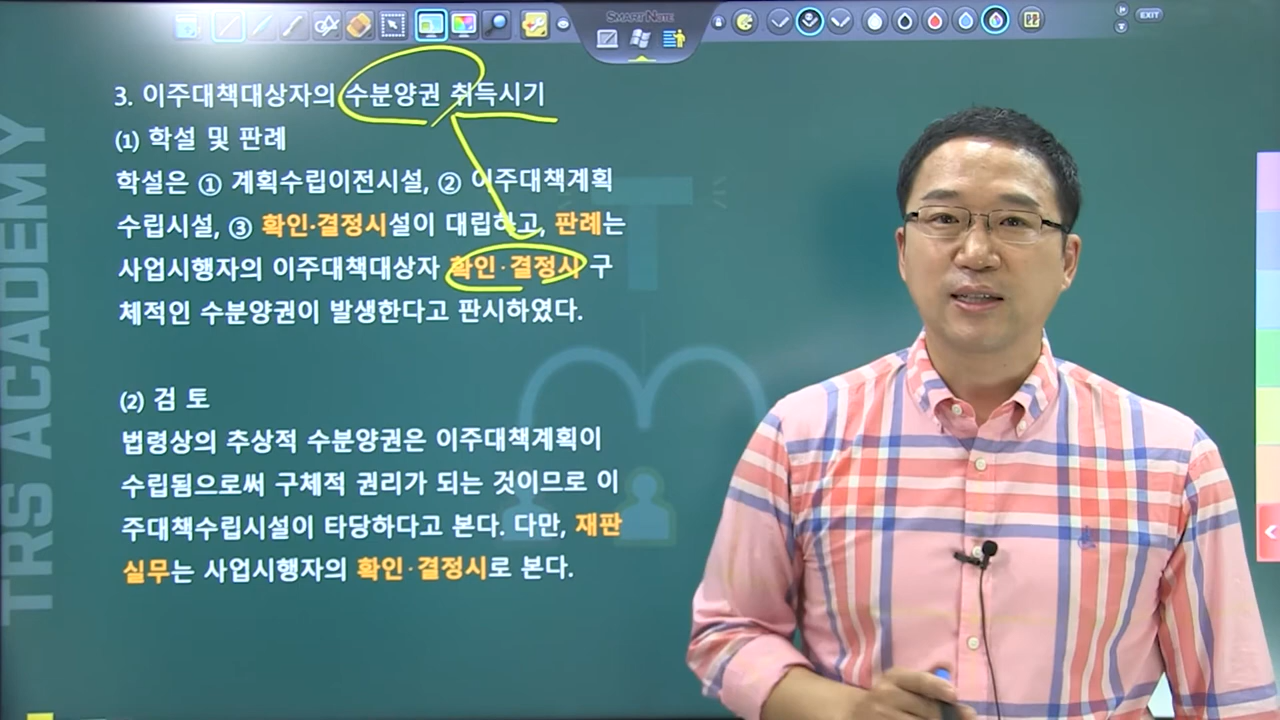 SMARTNOTE
EXIT
3. 이주대책대상자의 수분양권 취득시기
(1) 학설 및 판례
학설은 ① 계획수립이전시설, ② 이주대책계획
수립시설, ③ 확인·결정시설이 대립하고, 판례는
사업시행자의 이주대책대상자 확인·결정시 구
체적인 수분양권이 발생한다고 판시하였다.
(2) 검 토
법령상의 추상적 수분양권은 이주대책계획이
수립됨으로써 구체적 권리가 되는 것이므로 이
주대책수립시설이 타당하다고 본다. 다만, 재판
실무는 사업시행자의 확인·결정시로 본다.
TRS ACADEMY